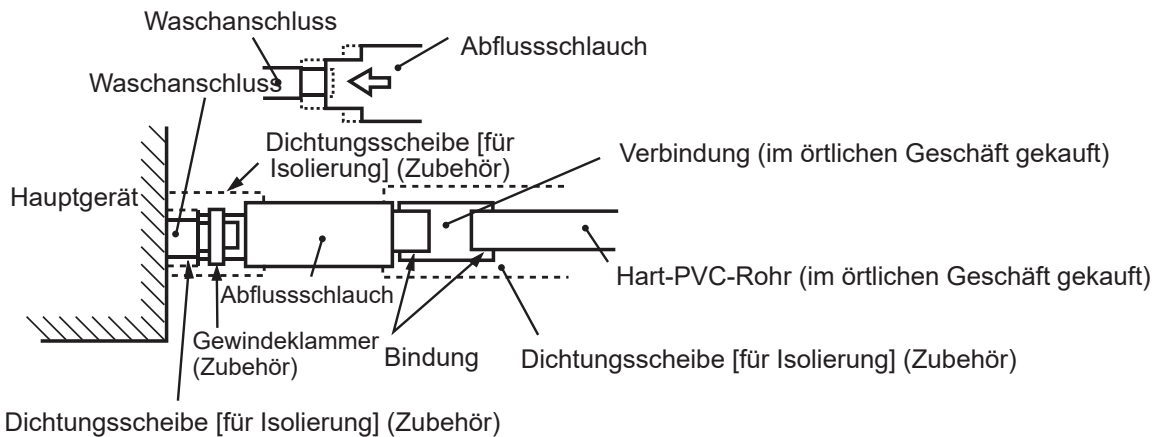 Waschanschluss
Abflussschlauch
Waschanschluss
Dichtungsscheibe [für
Isolierung] (Zubehör)
Verbindung (im örtlichen Geschäft gekauft)
Hauptgerät
Hart-PVC-Rohr (im örtlichen Geschäft gekauft)
Abflussschlauch
Gewindeklammer
(Zubehör)
Bindung
Dichtungsscheibe [für Isolierung] (Zubehör)
Dichtungsscheibe [für Isolierung] (Zubehör)